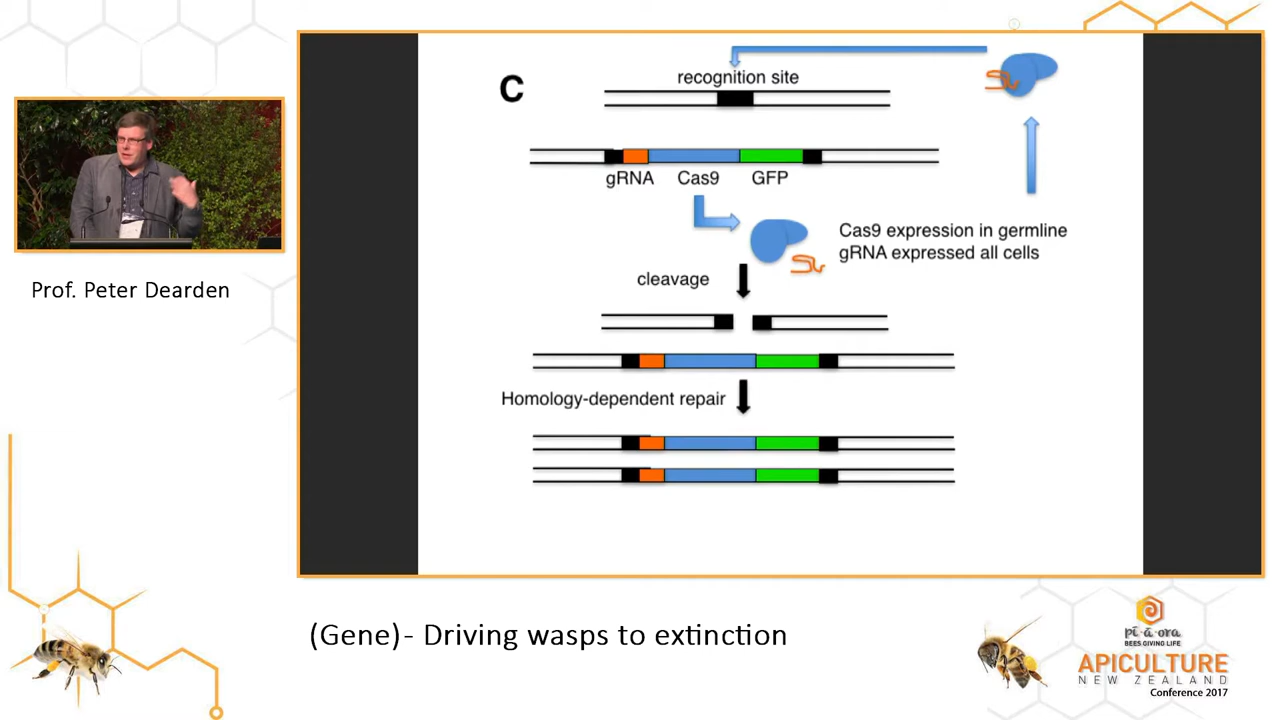 C
recognition site
gRNA Cas9 GFP
Cas9 expression in germline
gRNA expressed all cells
cleavage
Homology-dependent repair
Prof. Peter Dearden
(Gene)- Driving wasps to extinction
pī-ā-ora
BEES GIVING LIFE
APICULTURE
NEW ZEALAND
Conference 2017